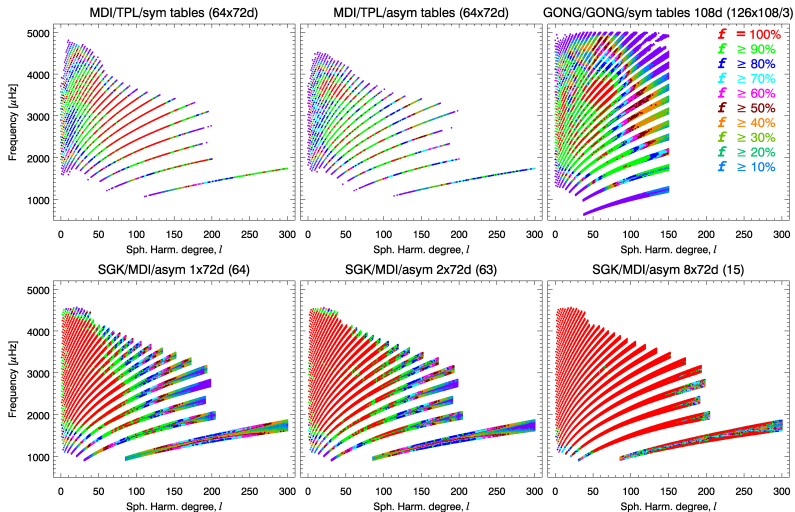 MDI/TPL/sym tables (64x72d)
MDI/TPL/asym tables (64x72d)
GONG/GONG/sym tables 108d (126x108/3)
Frequency [μHz]
5000
4000
3000
2000
1000
f = 100%
f ≥ 90%
f ≥ 80%
f ≥ 70%
f ≥ 60%
f ≥ 50%
f ≥ 40%
f ≥ 30%
f ≥ 20%
f ≥ 10%
0 50 100 150 200 250 300
0 50 100 150 200 250 300
0 50 100 150 200 250 300
Sph. Harm. degree, l
Sph. Harm. degree, l
Sph. Harm. degree, l
SGK/MDI/asym 1x72d (64)
SGK/MDI/asym 2x72d (63)
SGK/MDI/asym 8x72d (15)
Frequency [μHz]
5000
4000
3000
2000
1000
0 50 100 150 200 250 300
0 50 100 150 200 250 300
0 50 100 150 200 250 300
Sph. Harm. degree, l
Sph. Harm. degree, l
Sph. Harm. degree, l